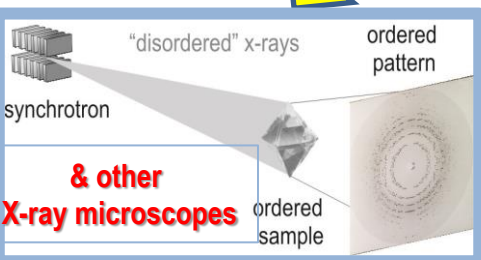 "disordered" x-rays
ordered
pattern
synchrotron
& other
X-ray microscopes
ordered
sample